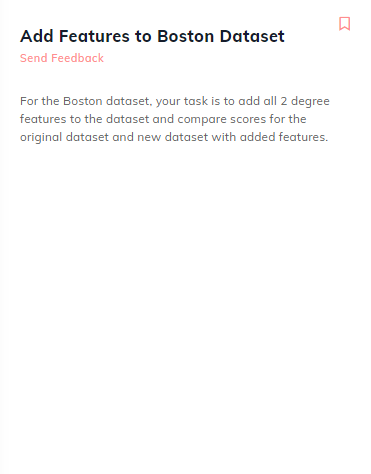 Add Features to Boston Dataset
Send Feedback
For the Boston dataset, your task is to add all 2 degree
features to the dataset and compare scores for the
original dataset and new dataset with added features.